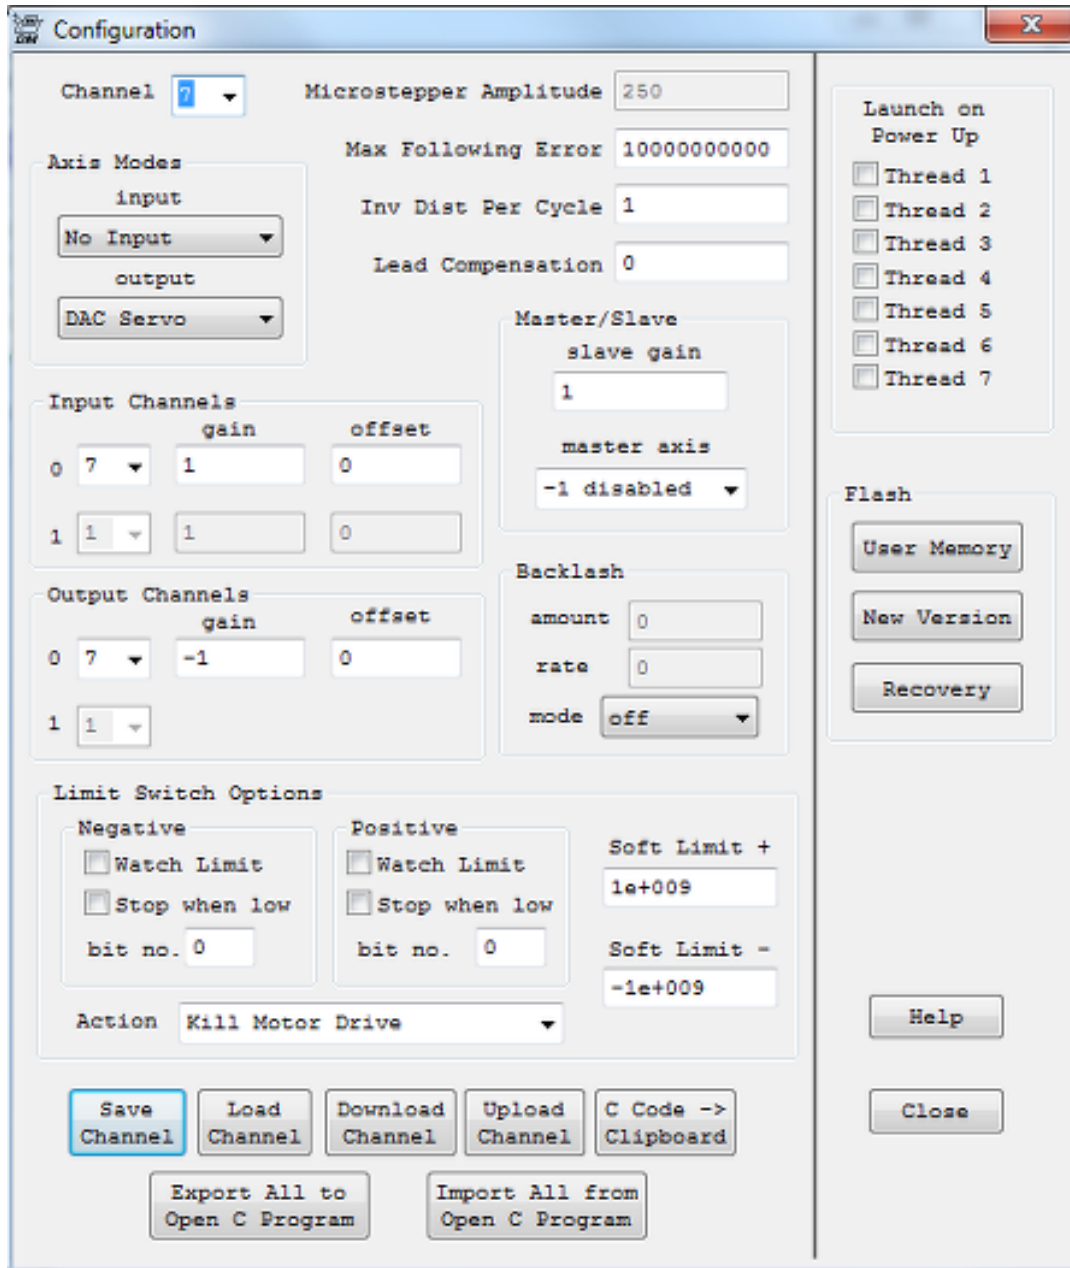 Configuration
Channel 7
Microstepper Amplitude 250
Max Following Error 10000000000
Inv Dist Per Cycle 1
Lead Compensation 0
Axis Modes
input
No Input
output
DAC Servo
Master/Slave
slave gain
1
master axis
-1 disabled
Input Channels
gain offset
0 7 1 0
1 1 1 0
Output Channels
gain offset
0 7 -1 0
1 1
Backlash
amount 0
rate 0
mode off
Limit Switch Options
Negative
Watch Limit
Stop when low
bit no. 0
Positive
Watch Limit
Stop when low
bit no. 0
Soft Limit +
1e+009
Soft Limit -
-1e+009
Action Kill Motor Drive
Save Channel
Load Channel
Download Channel
Upload Channel
C Code -> Clipboard
Export All to Open C Program
Import All from Open C Program
Launch on
Power Up
Thread 1
Thread 2
Thread 3
Thread 4
Thread 5
Thread 6
Thread 7
Flash
User Memory
New Version
Recovery
Help
Close